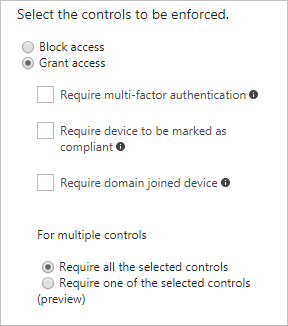 Select the controls to be enforced.
Block access
Grant access
Require multi-factor authentication
Require device to be marked as
compliant
Require domain joined device
For multiple controls
Require all the selected controls
Require one of the selected controls
(preview)